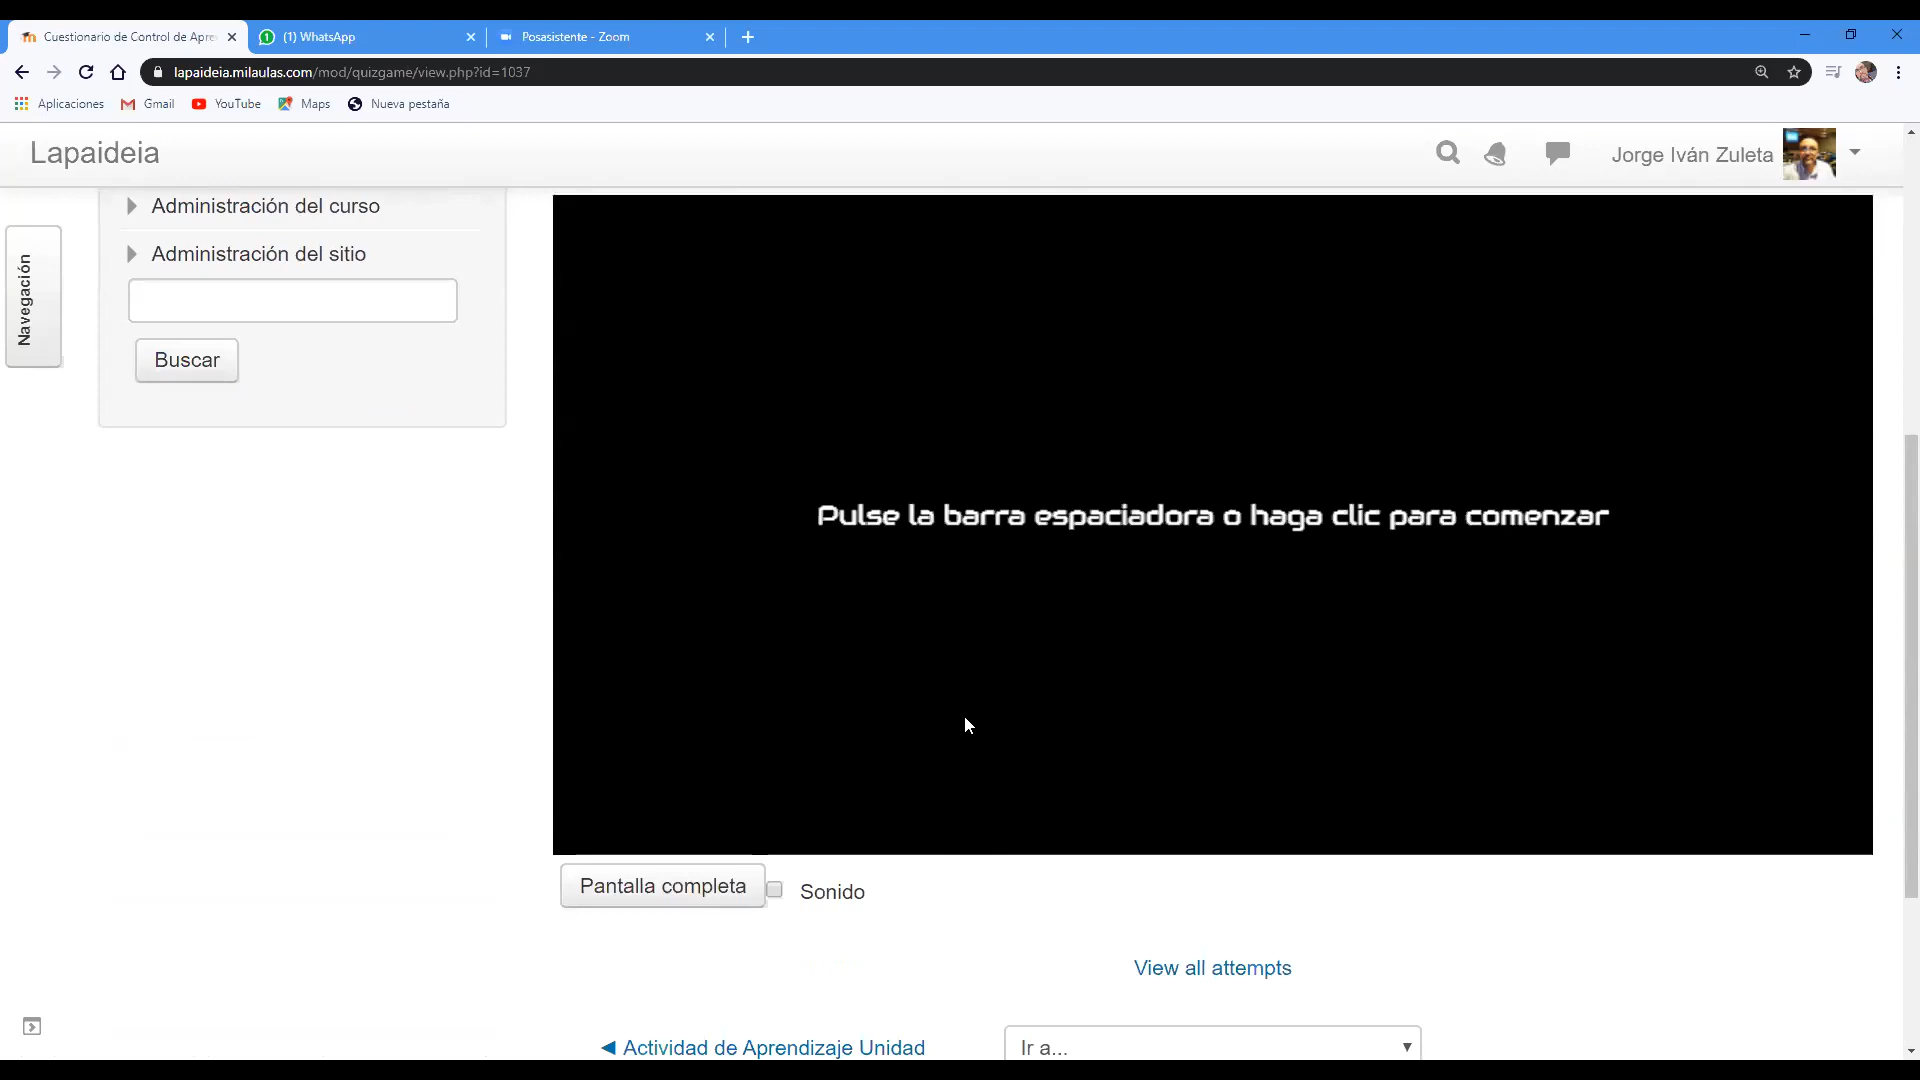 Cuestionario de Control de Apre
(1) WhatsApp
Posasistente - Zoom
lapaideia.milaulas.com/mod/quizgame/view.php?id=1037
Aplicaciones
Gmail
YouTube
Maps
Nueva pestaña
Lapaideia
Jorge Iván Zuleta
Navegación
Administración del curso
Administración del sitio
Buscar
Pulse la barra espaciadora o haga clic para comenzar
Pantalla completa
Sonido
View all attempts
◄ Actividad de Aprendizaje Unidad
Ir a...